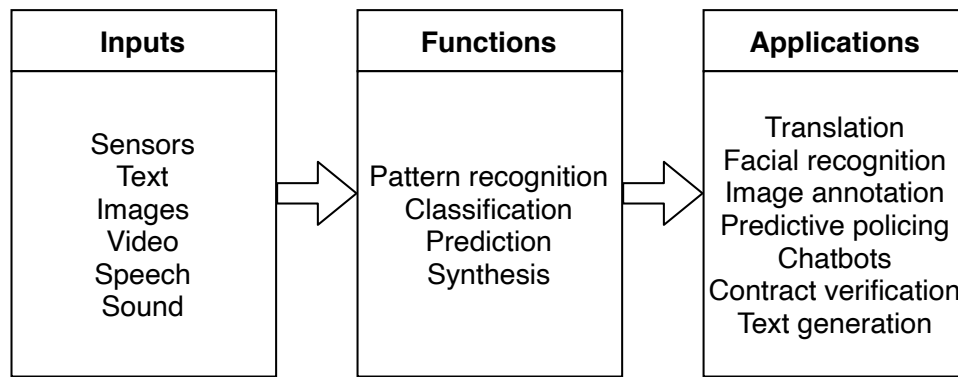 Inputs
Sensors
Text
Images
Video
Speech
Sound
Functions
Pattern recognition
Classification
Prediction
Synthesis
Applications
Translation
Facial recognition
Image annotation
Predictive policing
Chatbots
Contract verification
Text generation